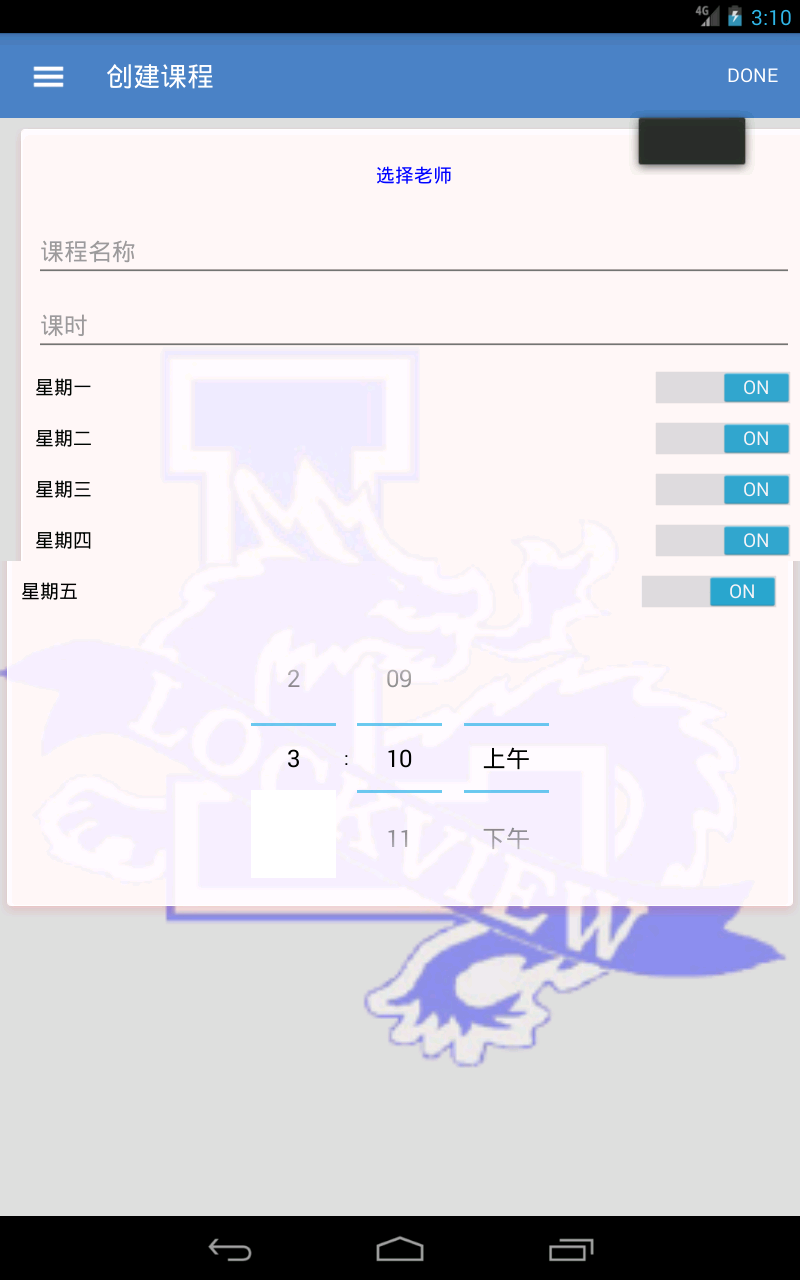 4G 3:10
创建课程 DONE
选择老师
课程名称
课时
星期一 ON
星期二 ON
星期三 ON
星期四 ON
星期五 ON
2 09
3 : 10 上午
11 下午
LOCKVIEW